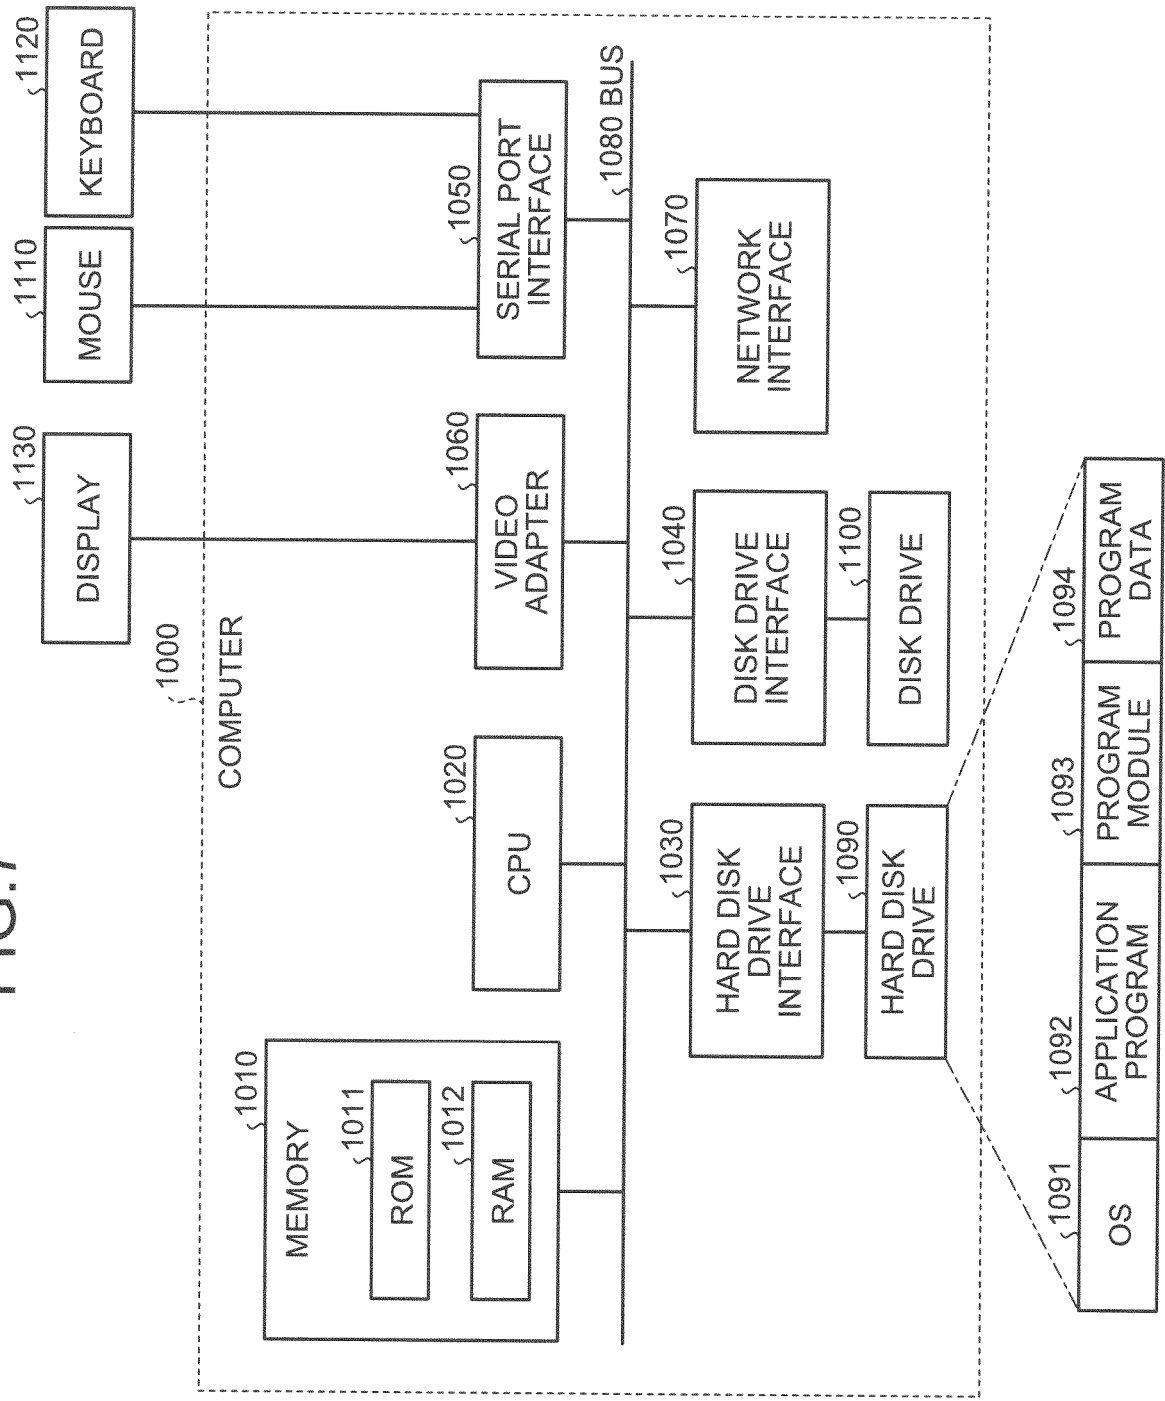 FIG.7
1000
COMPUTER
1010
MEMORY
1011
ROM
1012
RAM
1020
CPU
1130
DISPLAY
1110
MOUSE
1120
KEYBOARD
1060
VIDEO
ADAPTER
1050
SERIAL PORT
INTERFACE
1080 BUS
1030
HARD DISK
DRIVE
INTERFACE
1040
DISK DRIVE
INTERFACE
1070
NETWORK
INTERFACE
1090
HARD DISK
DRIVE
1100
DISK DRIVE
1091
OS
1092
APPLICATION
PROGRAM
1093
PROGRAM
MODULE
1094
PROGRAM
DATA